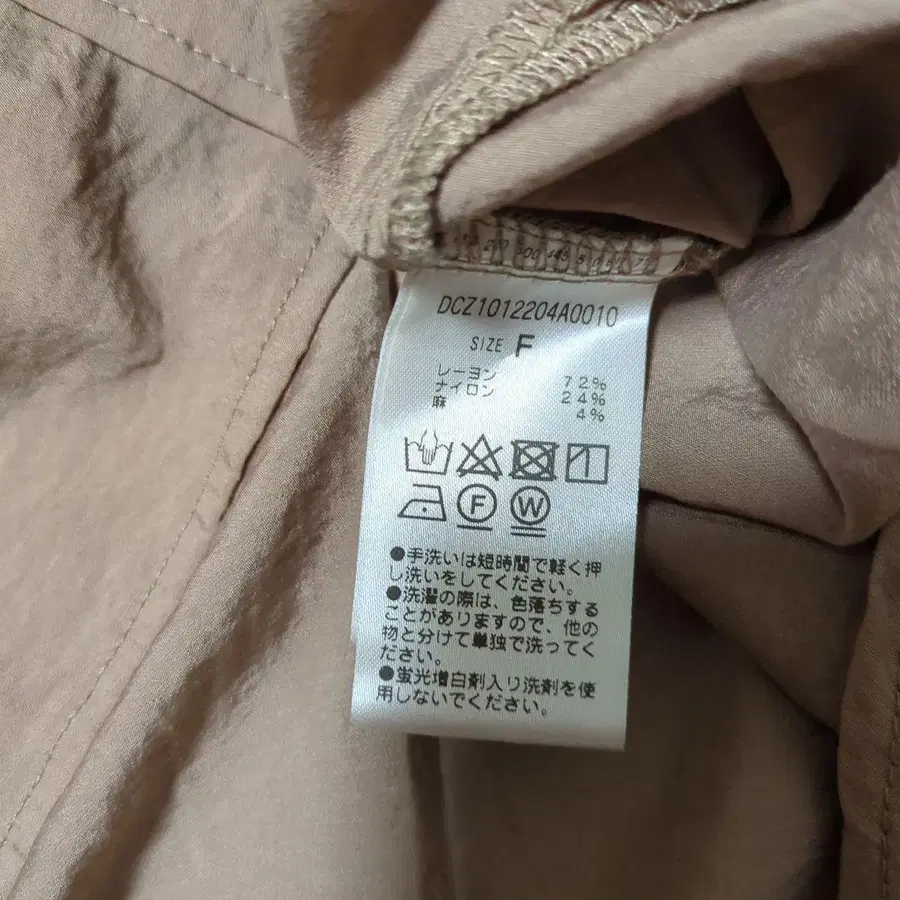 DCZ1012204A0010
SIZE F
レーヨン 72%
ナイロン 24%
麻 4%
F W
●手洗いは短時間で軽く押
し洗いをしてください。
●洗濯の際は、色落ちする
ことがありますので、他の
物と分けて単独で洗ってく
ださい。
●蛍光増白剤入り洗剤を使
用しないでください。